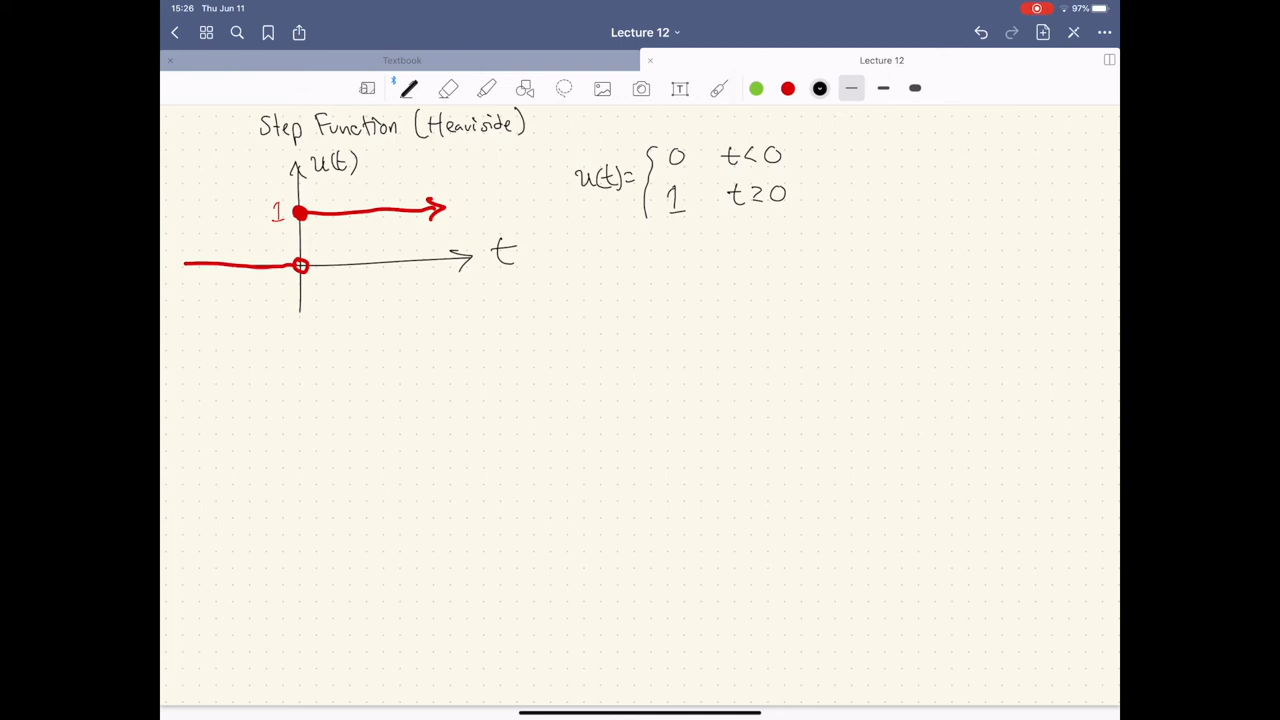 15:26 Thu Jun 11
97%
Lecture 12
Textbook
Lecture 12
T
Step Function (Heaviside)
u(t)
1
t
u(t)= { 0 t<0
1 t≥0